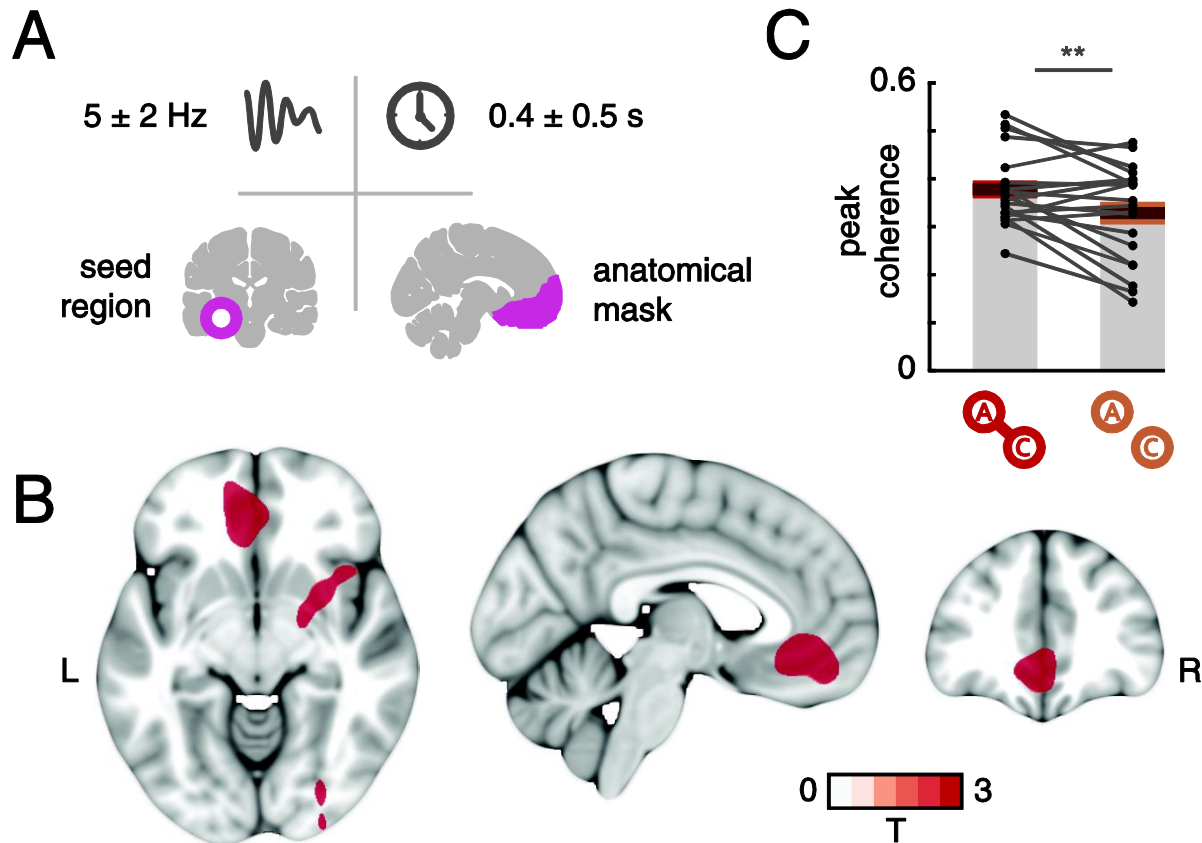 A
5 ± 2 Hz
0.4 ± 0.5 s
seed
region
anatomical
mask
C
**
0.6
peak
coherence
0
A
C
A
C
B
L
R
0
3
T